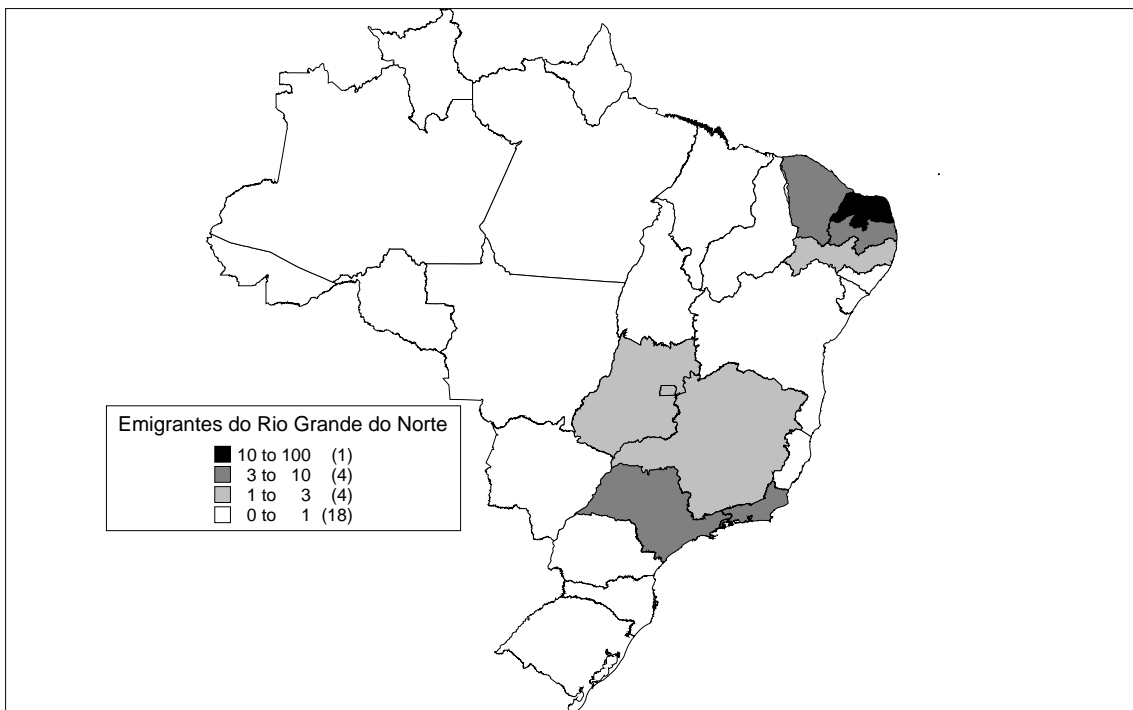 Emigrantes do Rio Grande do Norte
10 to 100 (1)
3 to 10 (4)
1 to 3 (4)
0 to 1 (18)